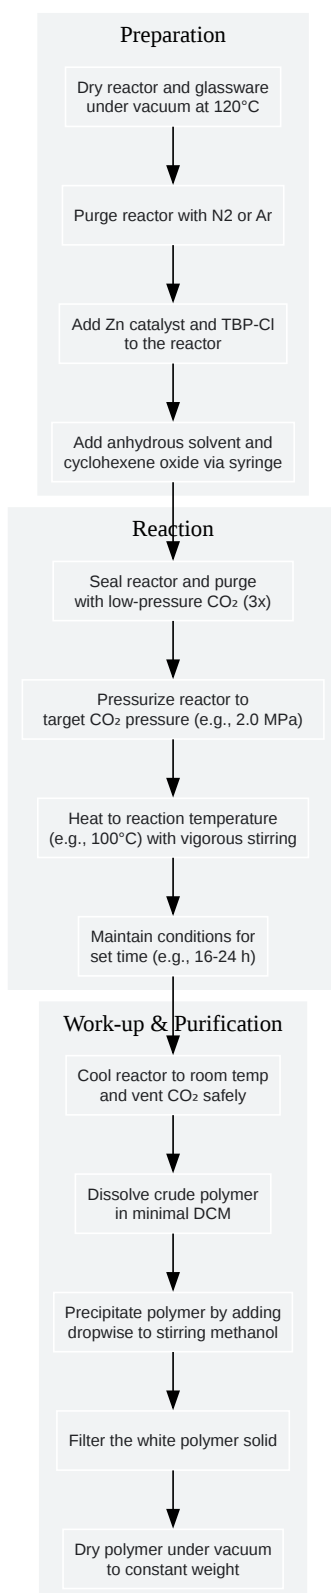 Preparation
Dry reactor and glassware
under vacuum at 120°C
Purge reactor with N2 or Ar
Add Zn catalyst and TBP-Cl
to the reactor
Add anhydrous solvent and
cyclohexene oxide via syringe
Reaction
Seal reactor and purge
with low-pressure CO₂ (3x)
Pressurize reactor to
target CO₂ pressure (e.g., 2.0 MPa)
Heat to reaction temperature
(e.g., 100°C) with vigorous stirring
Maintain conditions for
set time (e.g., 16-24 h)
Work-up & Purification
Cool reactor to room temp
and vent CO₂ safely
Dissolve crude polymer
in minimal DCM
Precipitate polymer by adding
dropwise to stirring methanol
Filter the white polymer solid
Dry polymer under vacuum
to constant weight